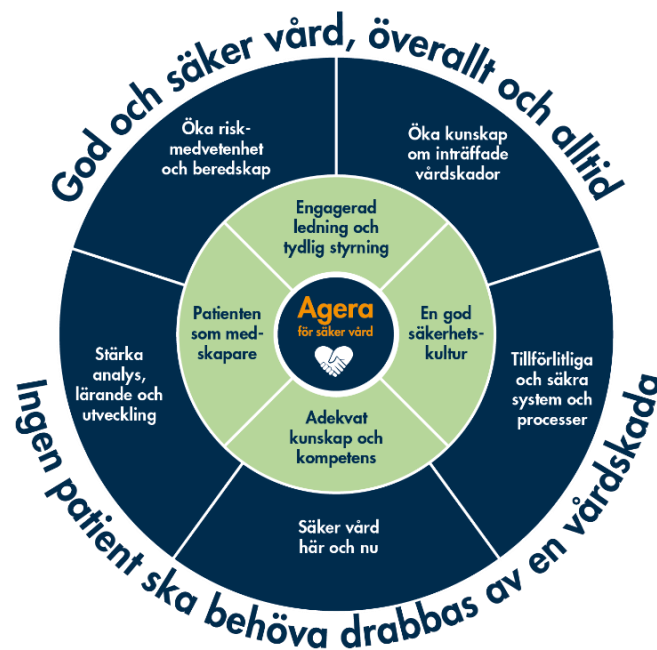 God och säker vård, överallt och alltid
Öka risk-
medvetenhet
och beredskap
Öka kunskap
om inträffade
vårdskador
Engagerad
ledning och
tydlig styrning
Patienten
som med-
skapare
Agera
för säker vård
En god
säkerhets-
kultur
Stärka
analys,
lärande och
utveckling
Tillförlitliga
och säkra
system och
processer
Adekvat
kunskap och
kompetens
Säker vård
här och nu
Ingen patient ska behöva drabbas av en vårdskada